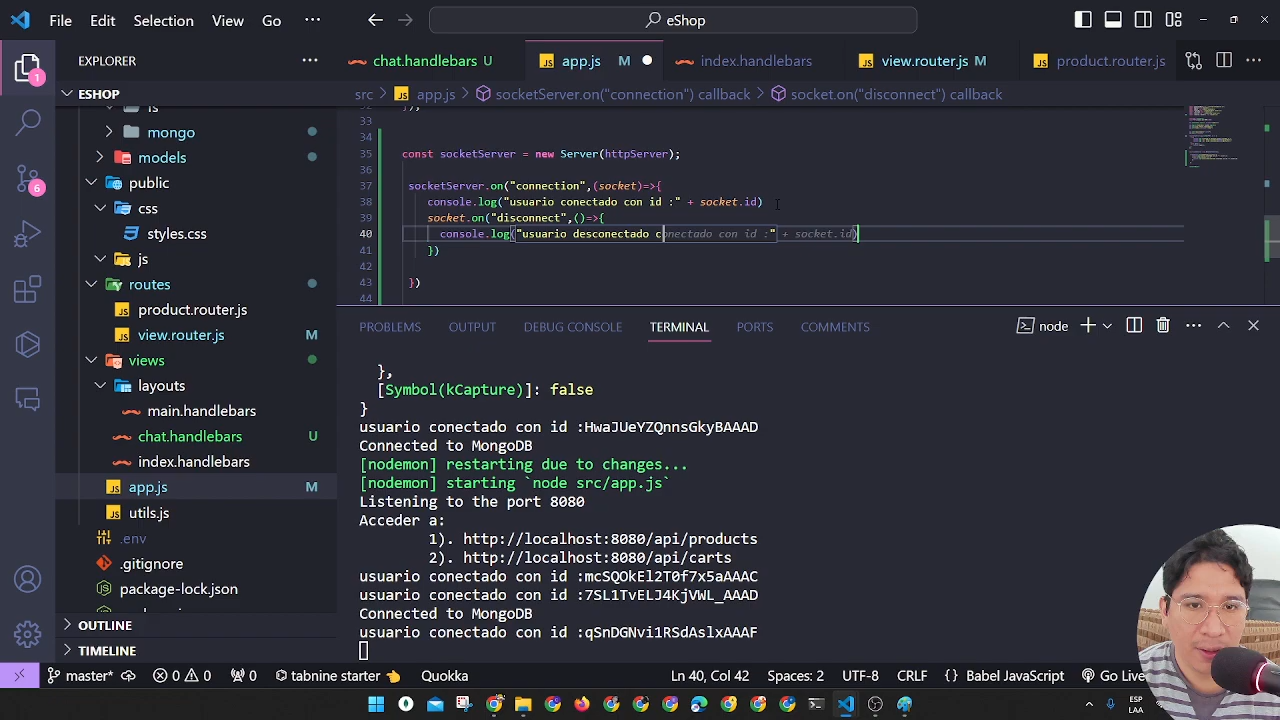 File Edit Selection View Go ··· eShop
EXPLORER ···
chat.handlebars U
app.js M
index.handlebars
view.router.js M
product.router.js
ESHOP
src > app.js > socketServer.on("connection") callback > socket.on("disconnect") callback
js
mongo
models
public
css
styles.css
js
routes
product.router.js
view.router.js M
views
layouts
main.handlebars
chat.handlebars U
index.handlebars
app.js M
utils.js
.env
.gitignore
package-lock.json
OUTLINE
TIMELINE
33
34
35 const socketServer = new Server(httpServer);
36
37 socketServer.on("connection",(socket)=>{
38 console.log("usuario conectado con id :" + socket.id)
39 socket.on("disconnect",()=>{
40 console.log("usuario desconectado conectado con id :" + socket.id)
41 })
42
43 })
44
PROBLEMS OUTPUT DEBUG CONSOLE TERMINAL PORTS COMMENTS node
},
[Symbol(kCapture)]: false
}
usuario conectado con id :HwaJUeYZQnnsGkyBAAAD
Connected to MongoDB
[nodemon] restarting due to changes...
[nodemon] starting `node src/app.js`
Listening to the port 8080
Acceder a:
1). http://localhost:8080/api/products
2). http://localhost:8080/api/carts
usuario conectado con id :mcSQOkEl2T0f7x5aAAAC
usuario conectado con id :7SL1TvELJ4KjVWL_AAAD
Connected to MongoDB
usuario conectado con id :qSnDGNvi1RSdAslxAAAF
1
6
master* 0 0 0 tabnine starter Quokka Ln 40, Col 42 Spaces: 2 UTF-8 CRLF {} Babel JavaScript Go Live
ESP
LAA